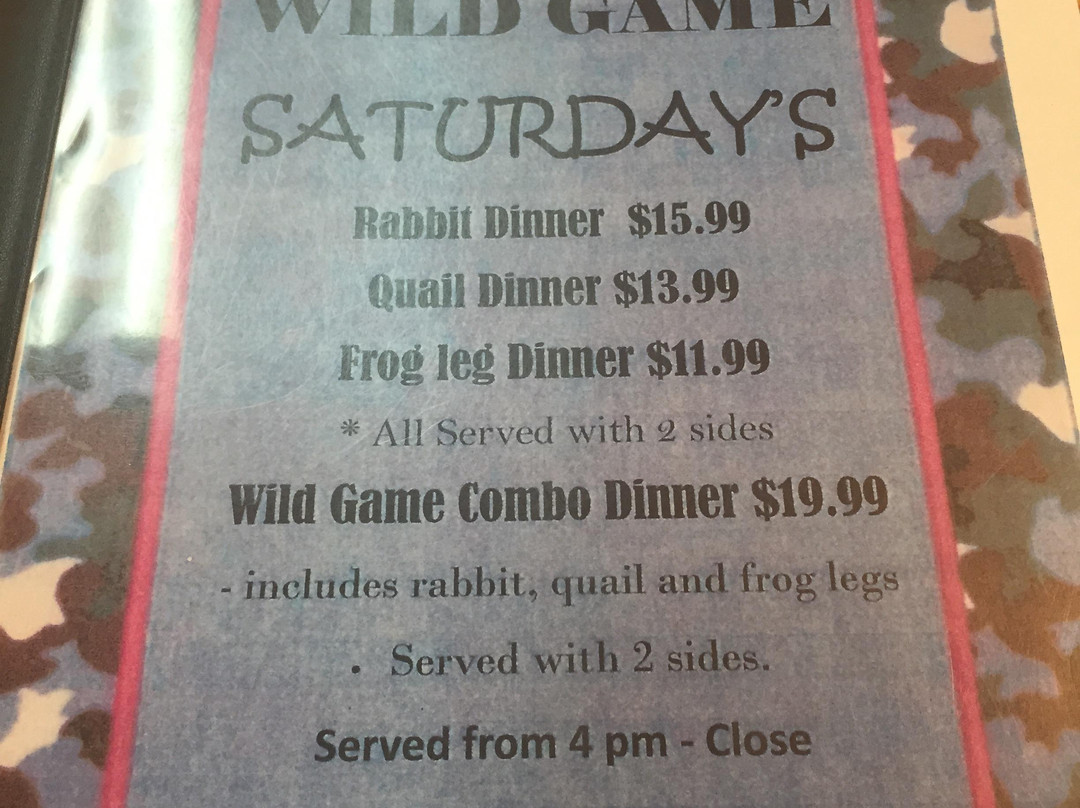 WILD GAME
SATURDAY'S
Rabbit Dinner $15.99
Quail Dinner $13.99
Frog leg Dinner $11.99
* All Served with 2 sides
Wild Game Combo Dinner $19.99
- includes rabbit, quail and frog legs
. Served with 2 sides.
Served from 4 pm - Close